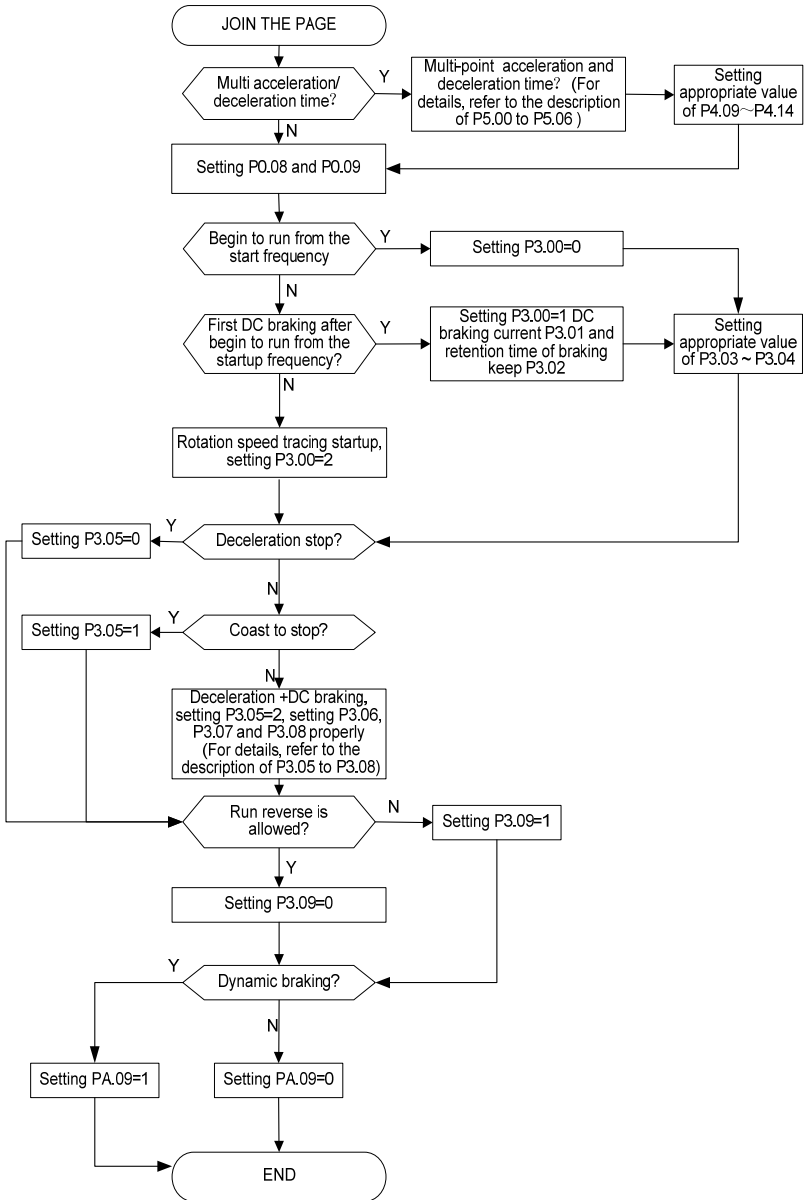 JOIN THE PAGE
Multi acceleration/
deceleration time?
Y
Multi-point acceleration and
deceleration time? (For
details, refer to the description
of P5.00 to P5.06 )
Setting
appropriate value
of P4.09~P4.14
N
Setting P0.08 and P0.09
Begin to run from the
start frequency
Y
Setting P3.00=0
N
First DC braking after
begin to run from the
startup frequency?
Y
Setting P3.00=1 DC
braking current P3.01 and
retention time of braking
keep P3.02
Setting
appropriate value
of P3.03 ~ P3.04
N
Rotation speed tracing startup,
setting P3.00=2
Setting P3.05=0
Y
Deceleration stop?
N
Setting P3.05=1
Y
Coast to stop?
N
Deceleration +DC braking,
setting P3.05=2, setting P3.06,
P3.07 and P3.08 properly
(For details, refer to the
description of P3.05 to P3.08)
Run reverse is
allowed?
N
Setting P3.09=1
Y
Setting P3.09=0
Y
Dynamic braking?
N
Setting PA.09=1
Setting PA.09=0
END